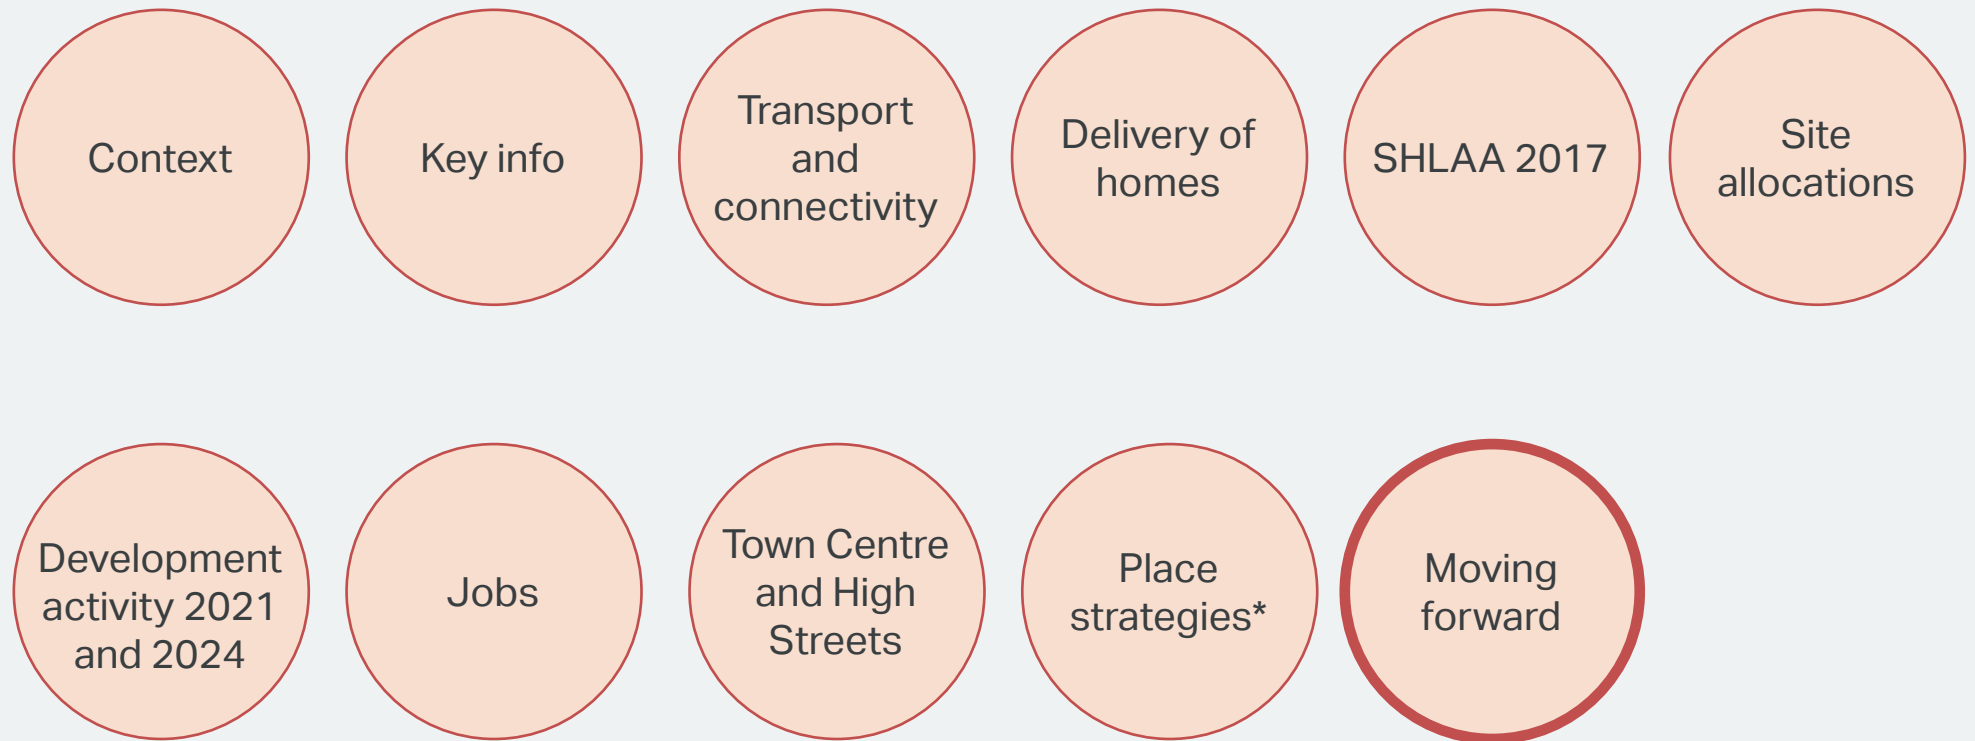 Context
Key info
Transport
and
connectivity
Delivery of
homes
SHLAA 2017
Site
allocations
Development
activity 2021
and 2024
Jobs
Town Centre
and High
Streets
Place
strategies*
Moving
forward